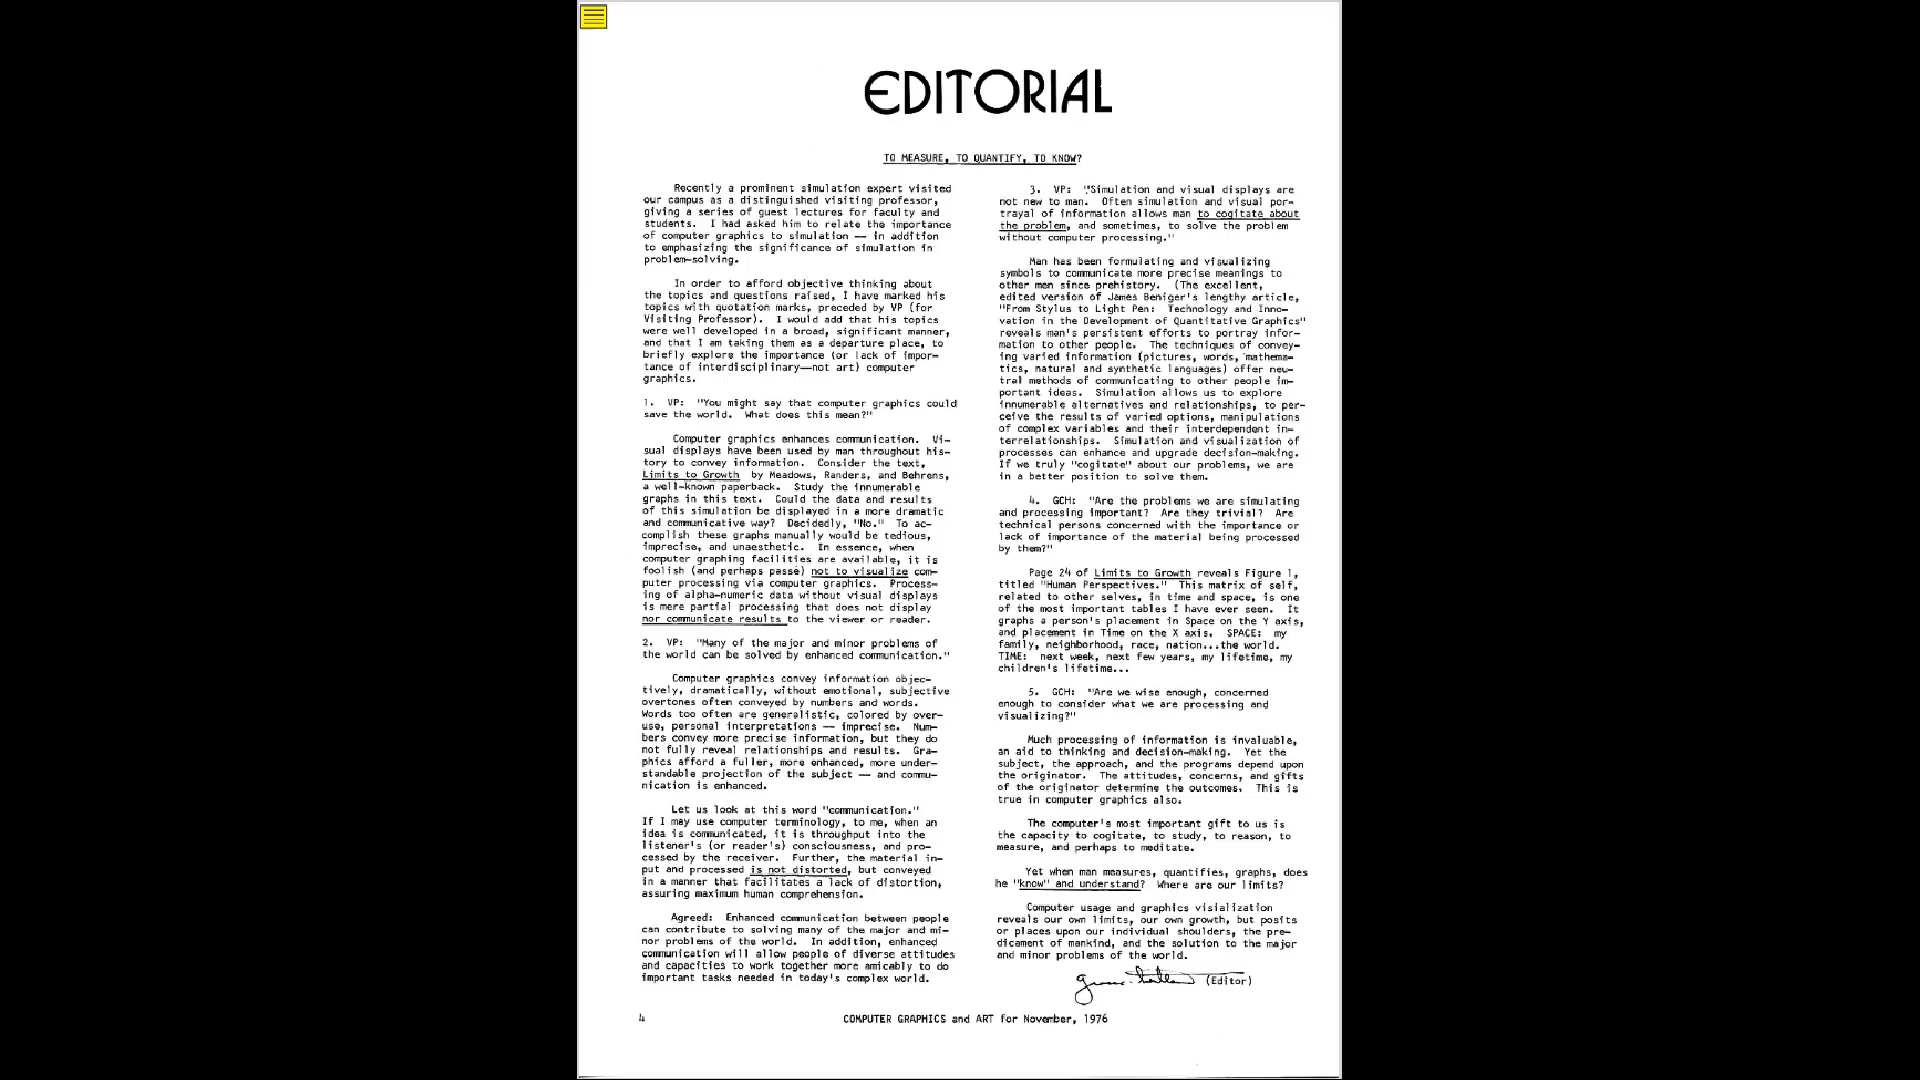 EDITORIAL
TO MEASURE, TO QUANTIFY, TO KNOW?
Recently a prominent simulation expert visited
our campus as a distinguished visiting professor,
giving a series of guest lectures for faculty and
students. I had asked him to relate the importance
of computer graphics to simulation -- in addition
to emphasizing the significance of simulation in
problem-solving.
In order to afford objective thinking about
the topics and questions raised, I have marked his
topics with quotation marks, preceded by VP (for
Visiting Professor). I would add that his topics
were well developed in a broad, significant manner,
and that I am taking them as a departure place, to
briefly explore the importance (or lack of impor-
tance of interdisciplinary--not art) computer
graphics.
1. VP: "You might say that computer graphics could
save the world. What does this mean?"
Computer graphics enhances communication. Vi-
sual displays have been used by man throughout his-
tory to convey information. Consider the text,
Limits to Growth by Meadows, Randers, and Behrens,
a well-known paperback. Study the innumerable
graphs in this text. Could the data and results
of this simulation be displayed in a more dramatic
and communicative way? Decidedly, "No." To ac-
complish these graphs manually would be tedious,
imprecise, and unaesthetic. In essence, when
computer graphing facilities are available, it is
foolish (and perhaps passé) not to visualize com-
puter processing via computer graphics. Process-
ing of alpha-numeric data without visual displays
is mere partial processing that does not display
nor communicate results to the viewer or reader.
2. VP: "Many of the major and minor problems of
the world can be solved by enhanced communication."
Computer graphics convey information objec-
tively, dramatically, without emotional, subjective
overtones often conveyed by numbers and words.
Words too often are generalistic, colored by over-
use, personal interpretations -- imprecise. Num-
bers convey more precise information, but they do
not fully reveal relationships and results. Gra-
phics afford a fuller, more enhanced, more under-
standable projection of the subject -- and commu-
nication is enhanced.
Let us look at this word "communication."
If I may use computer terminology, to me, when an
idea is communicated, it is throughput into the
listener's (or reader's) consciousness, and pro-
cessed by the receiver. Further, the material in-
put and processed is not distorted, but conveyed
in a manner that facilitates a lack of distortion,
assuring maximum human comprehension.
Agreed: Enhanced communication between people
can contribute to solving many of the major and mi-
nor problems of the world. In addition, enhanced
communication will allow people of diverse attitudes
and capacities to work together more amicably to do
important tasks needed in today's complex world.
3. VP: "Simulation and visual displays are
not new to man. Often simulation and visual por-
trayal of information allows man to cogitate about
the problem, and sometimes, to solve the problem
without computer processing."
Man has been formulating and visualizing
symbols to communicate more precise meanings to
other men since prehistory. (The excellent,
edited version of James Beniger's lengthy article,
"From Stylus to Light Pen: Technology and Inno-
vation in the Development of Quantitative Graphics"
reveals man's persistent efforts to portray infor-
mation to other people. The techniques of convey-
ing varied information (pictures, words, mathema-
tics, natural and synthetic languages) offer neu-
tral methods of communicating to other people im-
portant ideas. Simulation allows us to explore
innumerable alternatives and relationships, to per-
ceive the results of varied options, manipulations
of complex variables and their interdependent in-
terrelationships. Simulation and visualization of
processes can enhance and upgrade decision-making.
If we truly "cogitate" about our problems, we are
in a better position to solve them.
4. GCH: "Are the problems we are simulating
and processing important? Are they trivial? Are
technical persons concerned with the importance or
lack of importance of the material being processed
by them?"
Page 24 of Limits to Growth reveals Figure 1,
titled "Human Perspectives." This matrix of self,
related to other selves, in time and space, is one
of the most important tables I have ever seen. It
graphs a person's placement in Space on the Y axis,
and placement in Time on the X axis. SPACE: my
family, neighborhood, race, nation...the world.
TIME: next week, next few years, my lifetime, my
children's lifetime...
5. GCH: "Are we wise enough, concerned
enough to consider what we are processing and
visualizing?"
Much processing of information is invaluable,
an aid to thinking and decision-making. Yet the
subject, the approach, and the programs depend upon
the originator. The attitudes, concerns, and gifts
of the originator determine the outcomes. This is
true in computer graphics also.
The computer's most important gift to us is
the capacity to cogitate, to study, to reason, to
measure, and perhaps to meditate.
Yet when man measures, quantifies, graphs, does
he "know" and understand? Where are our limits?
Computer usage and graphics visialization
reveals our own limits, our own growth, but posits
or places upon our individual shoulders, the pre-
dicament of mankind, and the solution to the major
and minor problems of the world.
(Editor)
4
COMPUTER GRAPHICS and ART for November, 1976